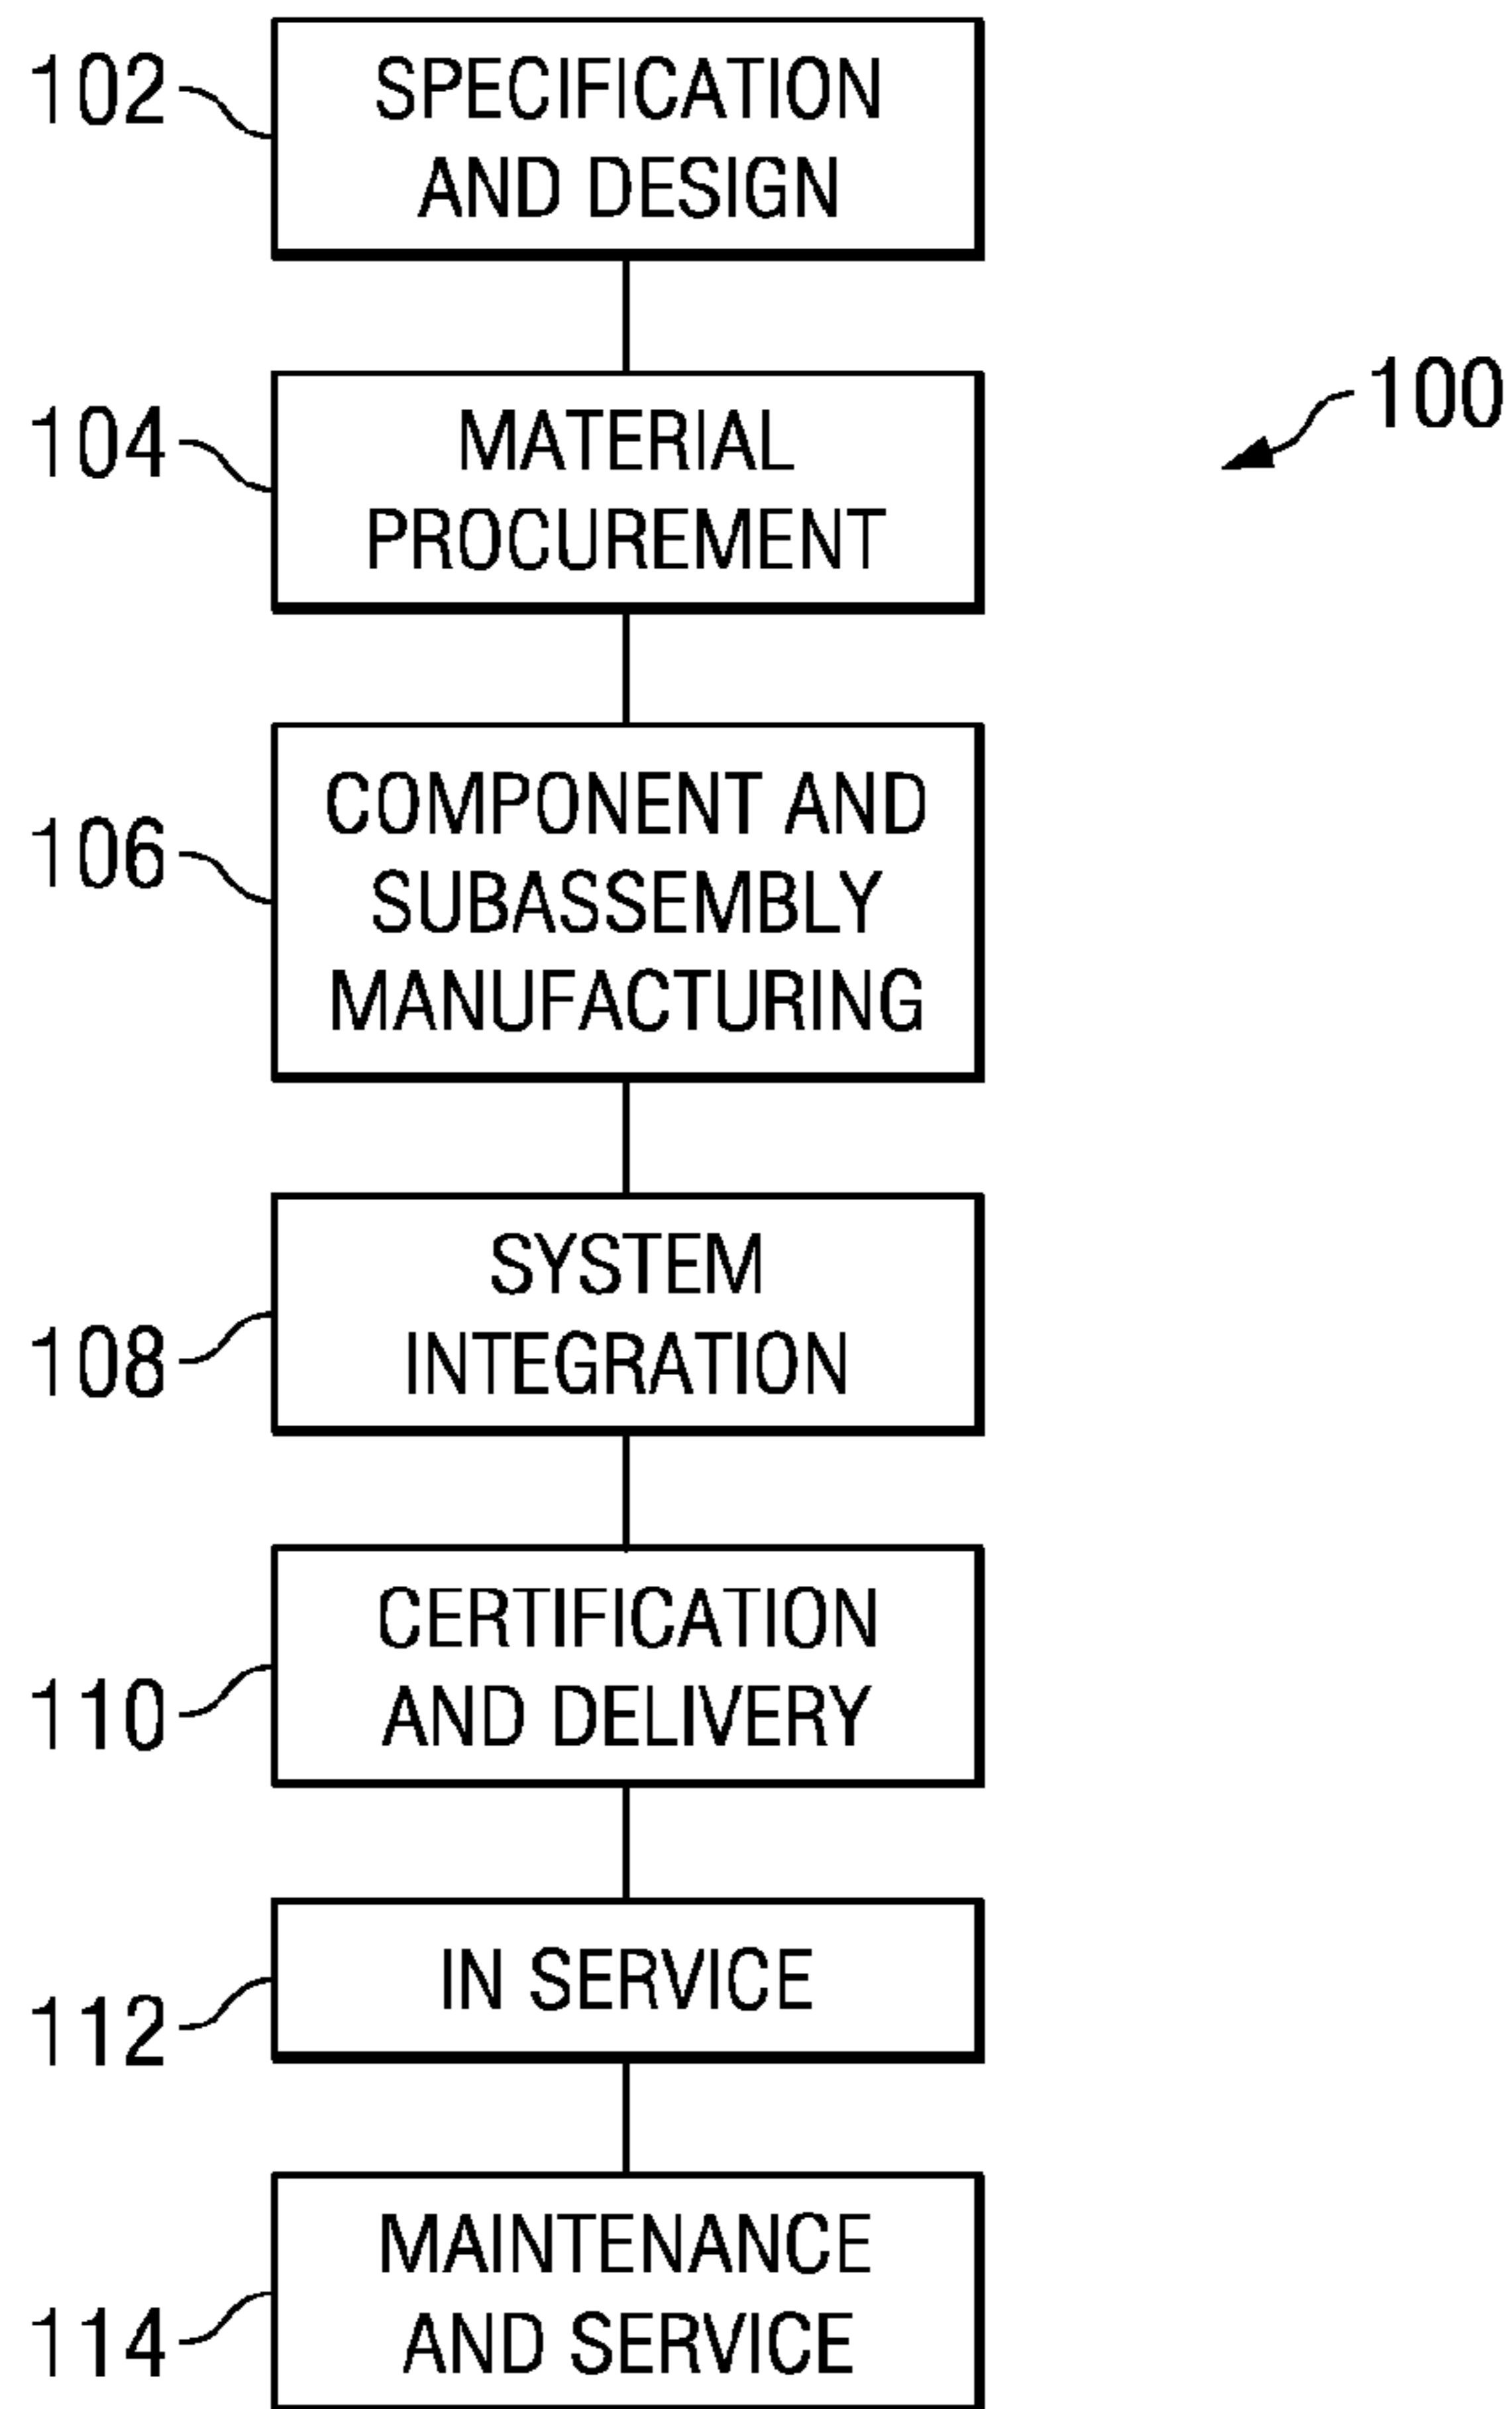 102
SPECIFICATION
AND DESIGN
100
104
MATERIAL
PROCUREMENT
106
COMPONENT AND
SUBASSEMBLY
MANUFACTURING
108
SYSTEM
INTEGRATION
110
CERTIFICATION
AND DELIVERY
112
IN SERVICE
114
MAINTENANCE
AND SERVICE